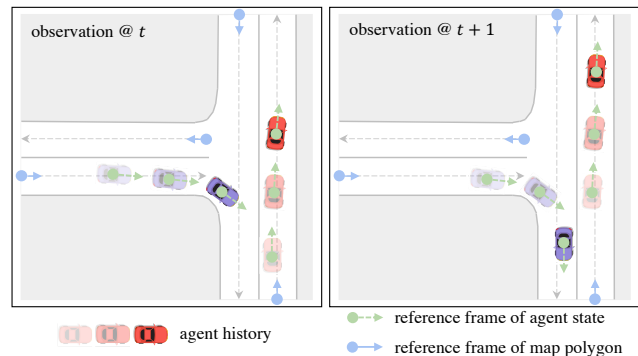 observation @ t
observation @ t + 1
agent history
reference frame of agent state
reference frame of map polygon